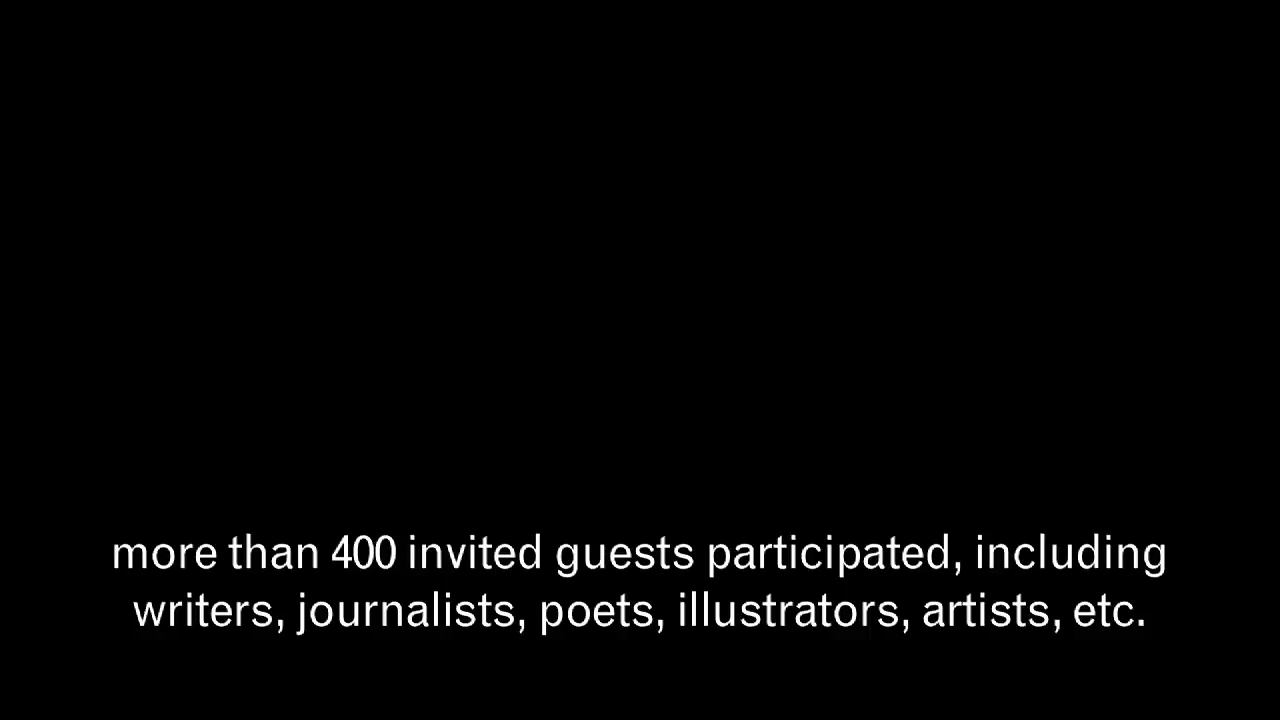 more than 400 invited guests participated, including
writers, journalists, poets, illustrators, artists, etc.